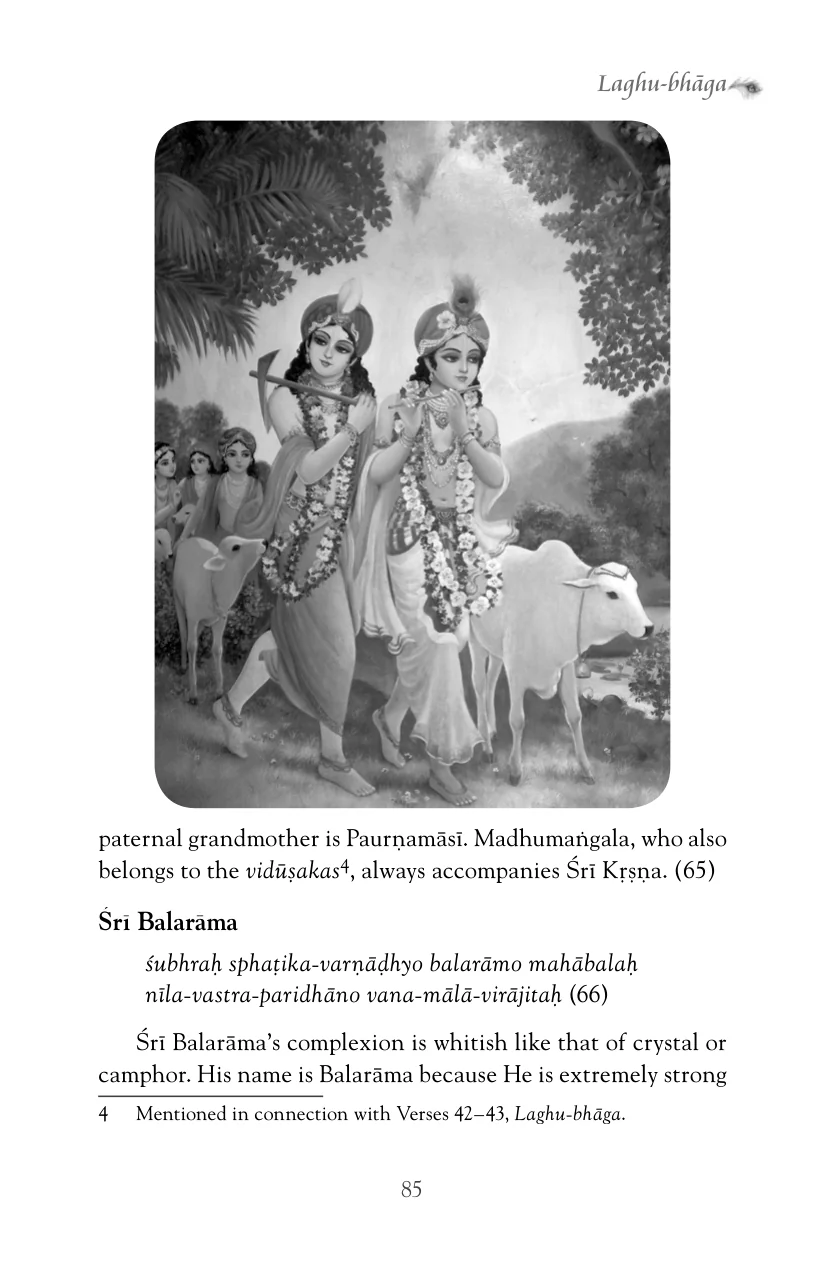 Laghu-bhāga
paternal grandmother is Paurṇamāsī. Madhumaṅgala, who also
belongs to the vidūṣakas4, always accompanies Śrī Kṛṣṇa. (65)
Śrī Balarāma
śubhraḥ sphaṭika-varṇāḍhyo balarāmo mahābalaḥ
nīla-vastra-paridhāno vana-mālā-virājitaḥ (66)
Śrī Balarāma’s complexion is whitish like that of crystal or
camphor. His name is Balarāma because He is extremely strong
4 Mentioned in connection with Verses 42–43, Laghu-bhāga.
85